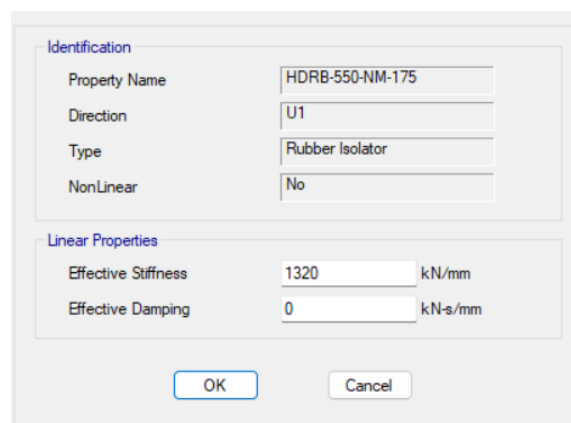 Identification
Property Name HDRB-550-NM-175
Direction U1
Type Rubber Isolator
NonLinear No
Linear Properties
Effective Stiffness 1320 kN/mm
Effective Damping 0 kN-s/mm
OK Cancel